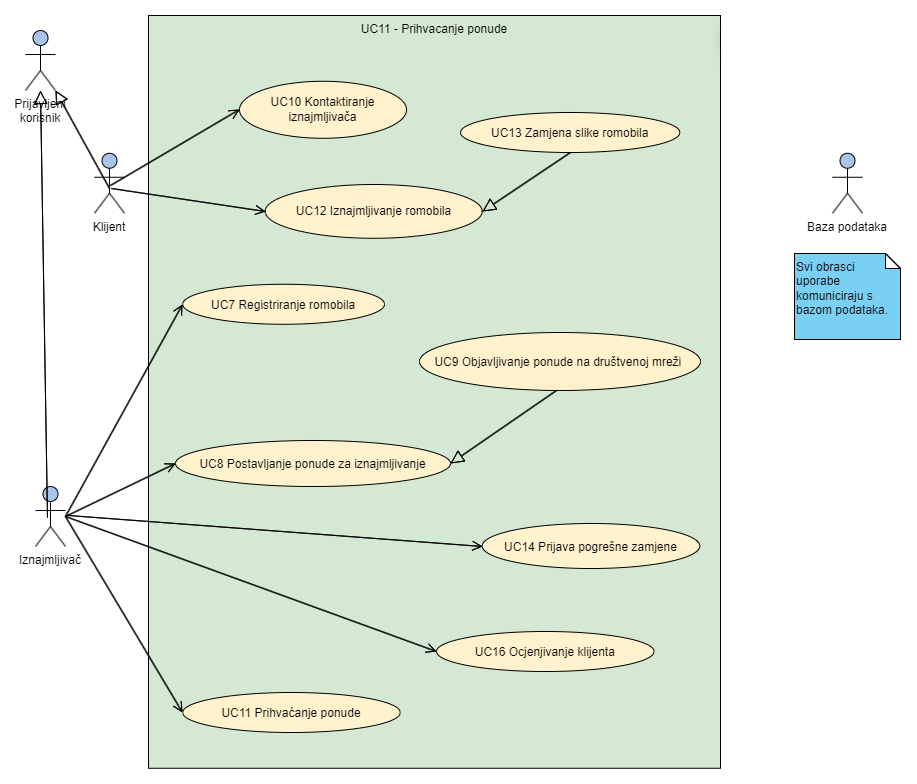 UC11 - Prihvacanje ponude
Prijavljeni
korisnik
UC10 Kontaktiranje
iznajmljivača
UC13 Zamjena slike romobila
Klijent
UC12 Iznajmljivanje romobila
Baza podataka
Svi obrasci
uporabe
komuniciraju s
bazom podataka.
UC7 Registriranje romobila
UC9 Objavljivanje ponude na društvenoj mreži
UC8 Postavljanje ponude za iznajmljivanje
Iznajmljivač
UC14 Prijava pogrešne zamjene
UC16 Ocjenjivanje klijenta
UC11 Prihvaćanje ponude